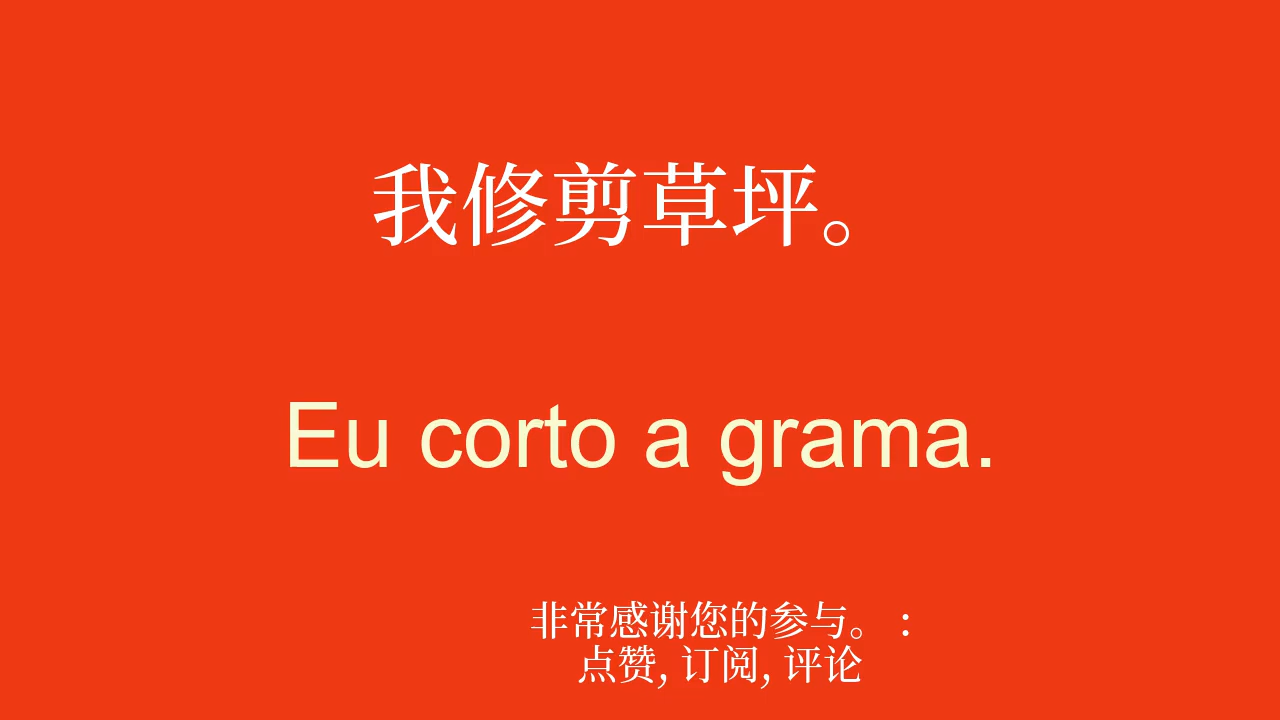 我修剪草坪。
Eu corto a grama.
非常感谢您的参与。 :
点赞, 订阅, 评论